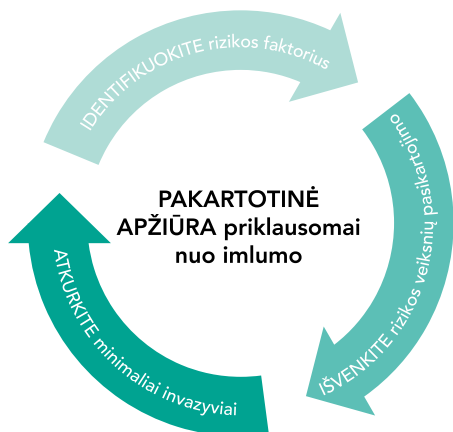 IDENTIFIKUOKITE rizikos faktorius
IŠVENKITE rizikos veiksnių pasikartojimo
ATKURKITE minimaliai invazyviai
PAKARTOTINĖ
APŽIŪRA priklausomai
nuo imlumo